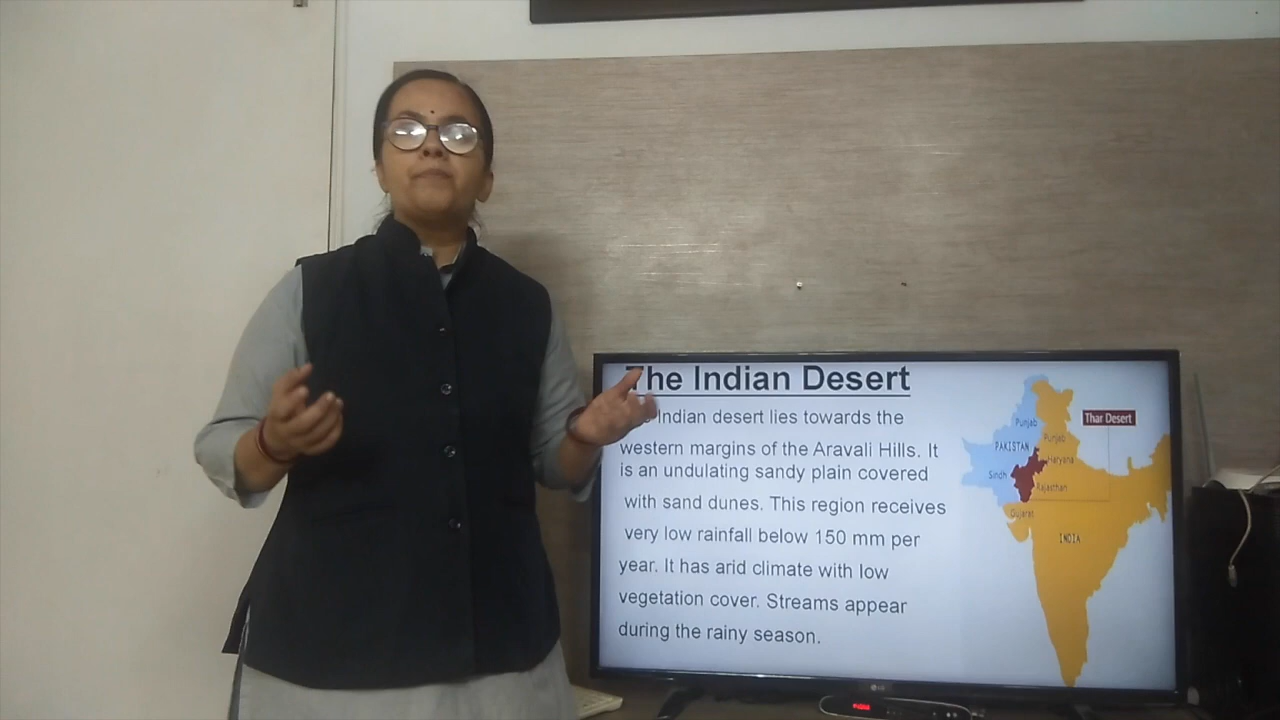 The Indian Desert
Indian desert lies towards the
western margins of the Aravali Hills. It
is an undulating sandy plain covered
with sand dunes. This region receives
very low rainfall below 150 mm per
year. It has arid climate with low
vegetation cover. Streams appear
during the rainy season.
Thar Desert
Punjab
PAKISTAN
Punjab
Haryana
Sindh
Rajasthan
Gujarat
INDIA
LG